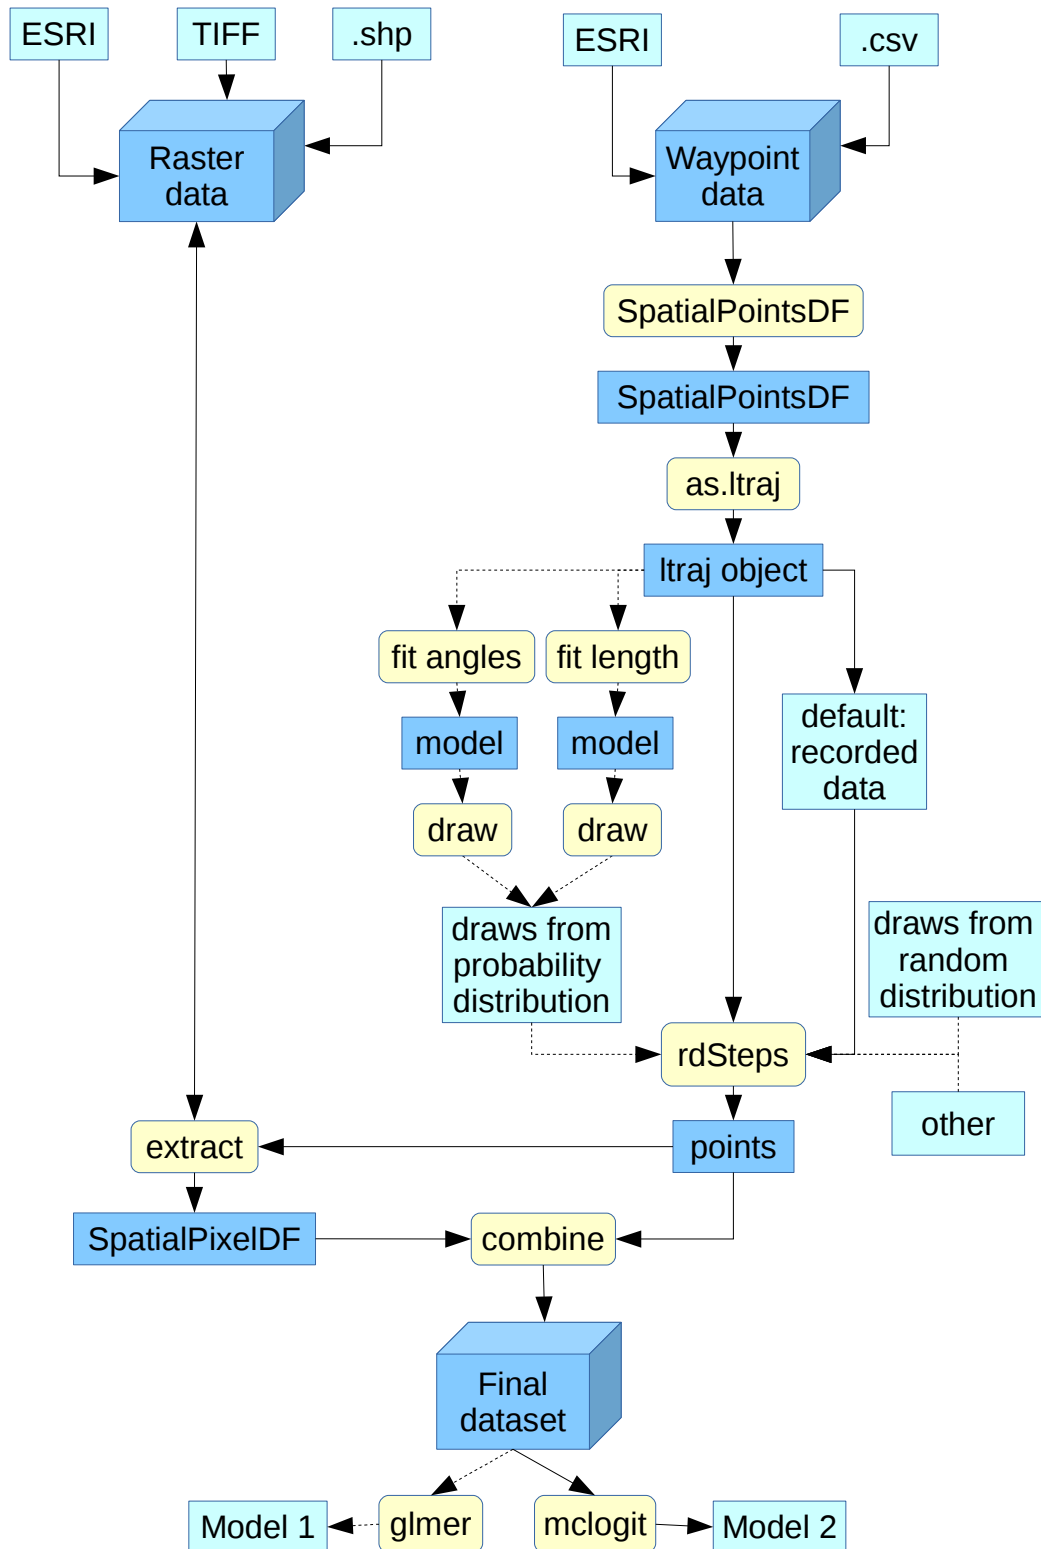 ESRI
TIFF
.shp
ESRI
.csv
Raster
data
Waypoint
data
SpatialPointsDF
SpatialPointsDF
as.ltraj
ltraj object
fit angles
fit length
model
model
default:
recorded
data
draw
draw
draws from
probability
distribution
draws from
random
distribution
rdSteps
other
extract
points
SpatialPixelDF
combine
Final
dataset
Model 1
glmer
mclogit
Model 2